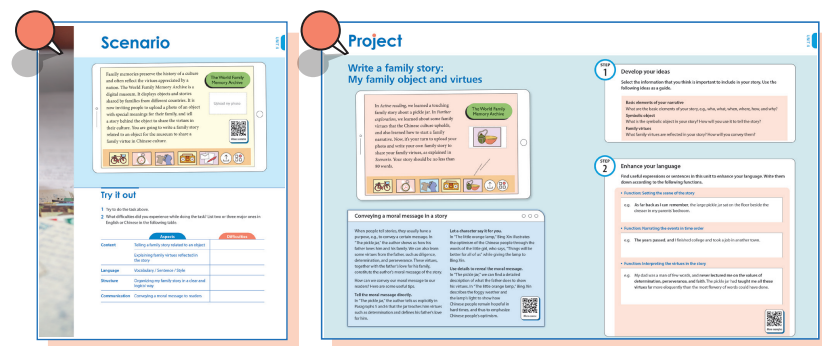 Scenario
Family memories preserve the history of a culture
and often reflect the virtues appreciated by a
nation. The World Family Memory Archive is a
digital museum. It displays objects and stories
shared by families from different countries. It is
now inviting people to upload a photo of an object
with special meanings for their family, and tell
a story behind the object to share the virtues in
their culture. You are going to write a family story
related to an object for the museum to share a
family virtue in Chinese culture.
The World Family
Memory Archive
Upload my photo
Try it out
1 Try to do the task above.
2 What difficulties did you experience while doing the task? List two or three major ones in
English or Chinese in the following table.
Aspects
Difficulties
Content
Telling a family story related to an object
Explaining family virtues reflected in
the story
Language
Vocabulary / Sentence / Style
Structure
Organizing my family story in a clear and
logical way
Communication
Conveying a moral message to readers
Project
Write a family story:
My family object and virtues
In Active reading, we learned a touching
family story about a pickle jar. In Further
exploration, we learned about some family
virtues that the Chinese culture upholds,
and also learned how to start a family
narrative. Now, it's your turn to upload your
photo and write your own family story to
share your family virtues, as explained in
Scenario. Your story should be no less than
The World Family
Memory Archive
Conveying a moral message in a story
When people tell stories, they usually have a
purpose, e.g., to convey a certain message. In
"The pickle jar," the author shows us how his
father loves him and his family. We can also learn
some virtues from the father, such as diligence,
determination, and perseverance. These virtues,
together with the father's love for his family,
constitute the author's moral message of the story.
How can we convey our moral message to our
readers? Here are some useful tips.
Tell the moral message directly.
In "The pickle jar," the author tells us explicitly in
Paragraphs
such as determination and defines his father's love
for him.
Let a character say it for you.
In "The little orange lamp," Bing Xin illustrates
the optimism of the Chinese people through the
words of the little girl, who says, "Things will be
better for all of us" while giving the lamp to
Bing Xin.
Use details to reveal the moral message.
In "The pickle jar," we can find a detailed
description of what the father does to show
his virtues. In "The little orange lamp," Bing Xin
describes the foggy weather and
the lamp's light to show how
Chinese people remain hopeful in
hard times, and thus to emphasize
Chinese people's optimism.
STEP
1
Develop your ideas
Select the information that you think is important to include in your story. Use the
following ideas as a guide.
Basic elements of your narrative
What are the basic elements of your story, e.g., who, what, when, where, how, and why?
Symbolic object
What is the symbolic object in your story? How will you use it to tell the story?
Family virtues
What family virtues are reflected in your story? How will you convey them?
STEP
2
Enhance your language
Find useful expressions or sentences in this unit to enhance your language. Write them
down according to the following functions.
• Function: Setting the scene of the story
e.g. As far back as I can remember, the large pickle jar sat on the floor beside the
dresser in my parents' bedroom.
• Function: Narrating the events in time order
e.g. The years passed, and I finished college and took a job in another town.
• Function: Interpreting the virtues in the story
e.g. My dad was a man of few words, and never lectured me on the values of
determination, perseverance, and faith. The pickle jar had taught me all these
virtues far more eloquently than the most flowery of words could have done.